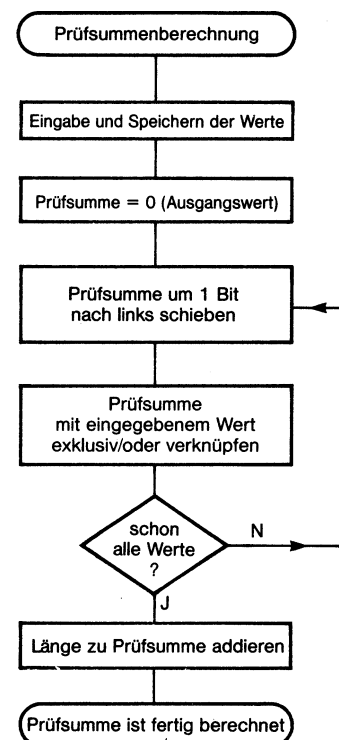 Prüfsummenberechnung
Eingabe und Speichern der Werte
Prüfsumme = 0 (Ausgangswert)
Prüfsumme um 1 Bit
nach links schieben
Prüfsumme
mit eingegebenem Wert
exklusiv/oder verknüpfen
schon
alle Werte
?
N
J
Länge zu Prüfsumme addieren
Prüfsumme ist fertig berechnet